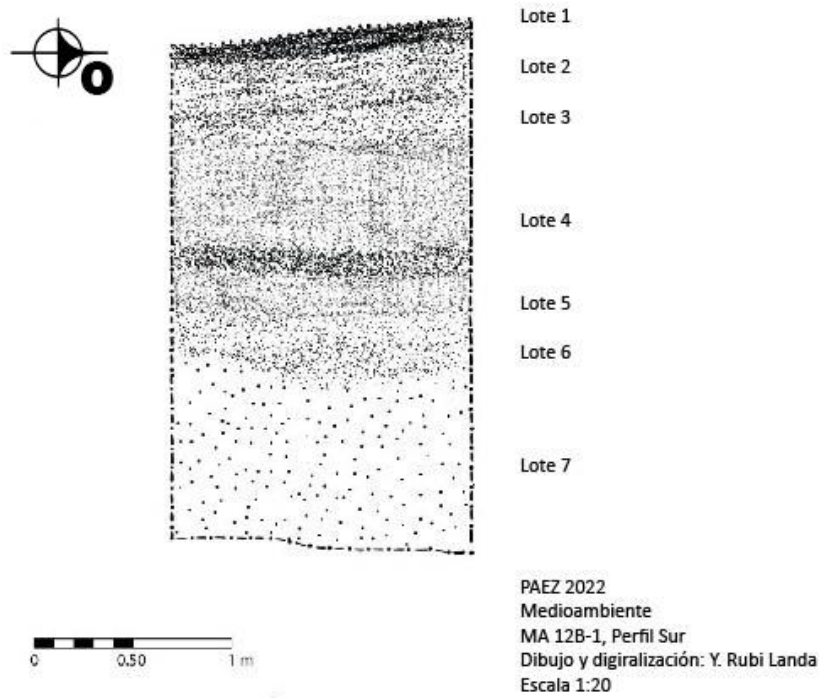 Lote 1
O
Lote 2
Lote 3
Lote 4
Lote 5
Lote 6
Lote 7
PAEZ 2022
Medioambiente
MA 12B-1, Perfil Sur
Dibujo y digiralización: Y. Rubi Landa
Escala 1:20
0 0.50 1 m